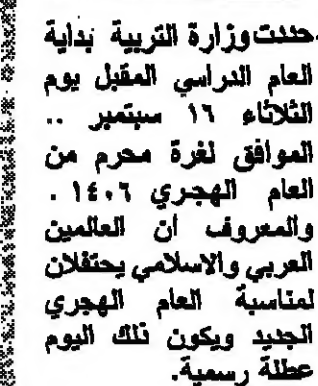 حددت وزارة التربية بداية
العام الدراسي المقبل يوم
الثلاثاء ١٦ سبتمبر ..
الموافق لغرة محرم من
العام الهجري ١٤٠٦ .
والمعروف ان العالمين
العربي والاسلامي يحتفلان
لمناسبة العام الهجري
الجديد ويكون ذلك اليوم
عطلة رسمية.